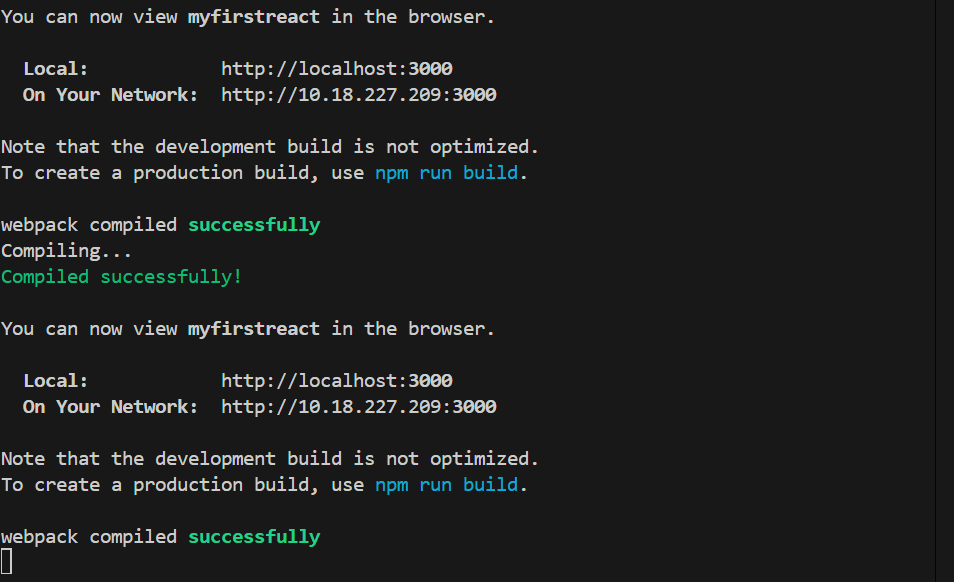 You can now view myfirstreact in the browser.
Local: http://localhost:3000
On Your Network: http://10.18.227.209:3000
Note that the development build is not optimized.
To create a production build, use npm run build.
webpack compiled successfully
Compiling...
Compiled successfully!
You can now view myfirstreact in the browser.
Local: http://localhost:3000
On Your Network: http://10.18.227.209:3000
Note that the development build is not optimized.
To create a production build, use npm run build.
webpack compiled successfully